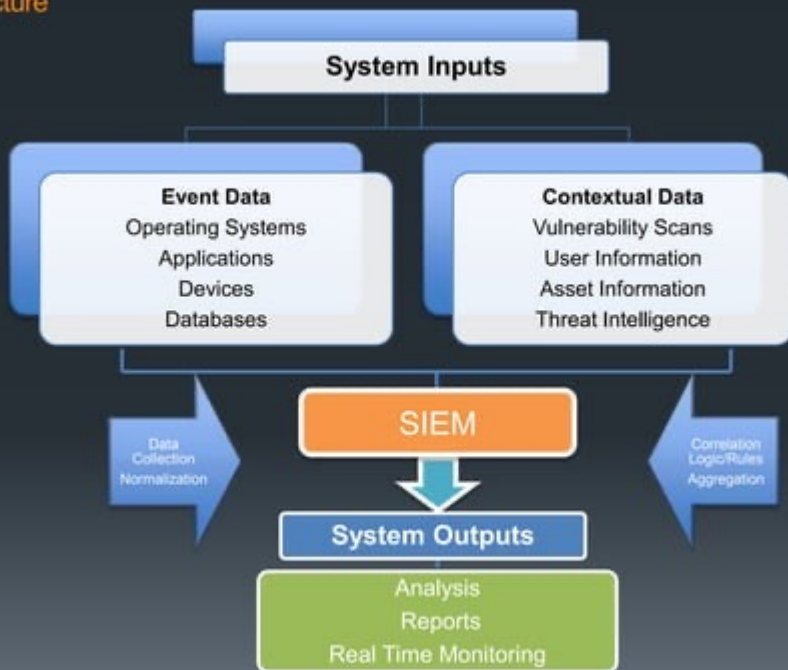 System Inputs
Event Data
Operating Systems
Applications
Devices
Databases
Contextual Data
Vulnerability Scans
User Information
Asset Information
Threat Intelligence
Data
Collection
Normalization
SIEM
Correlation
Logic/Rules
Aggregation
System Outputs
Analysis
Reports
Real Time Monitoring